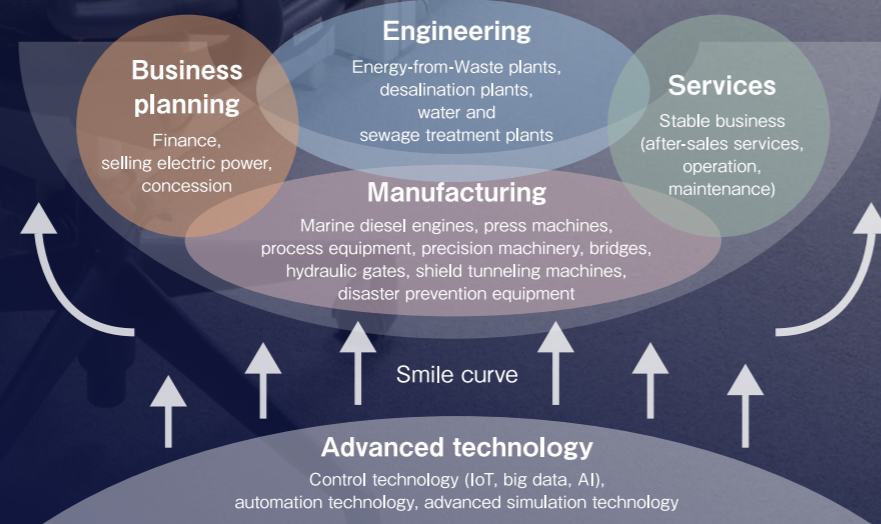 Engineering
Energy-from-Waste plants,
desalination plants,
water and
sewage treatment plants
Business
planning
Finance,
selling electric power,
concession
Services
Stable business
(after-sales services,
operation,
maintenance)
Manufacturing
Marine diesel engines, press machines,
process equipment, precision machinery, bridges,
hydraulic gates, shield tunneling machines,
disaster prevention equipment
Smile curve
Advanced technology
Control technology (IoT, big data, AI),
automation technology, advanced simulation technology